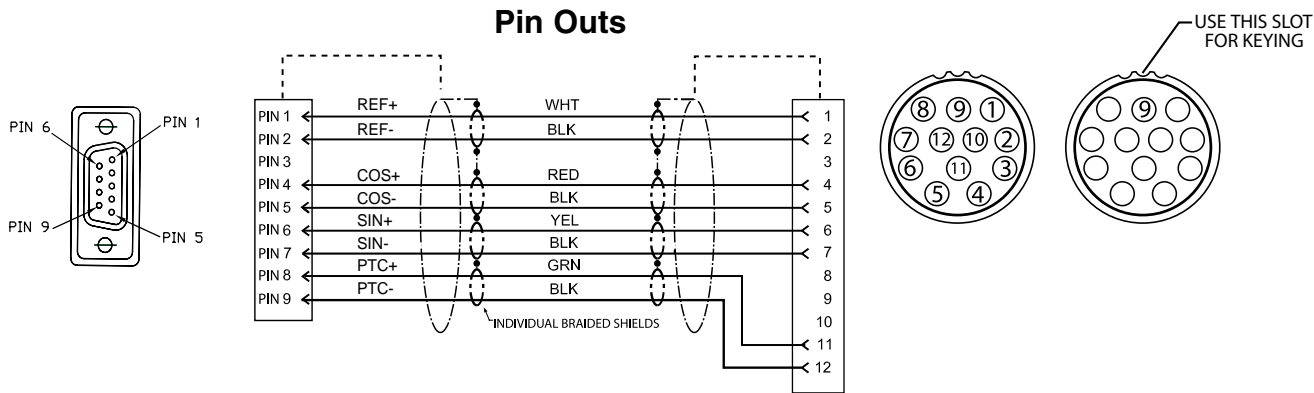 Pin Outs
USE THIS SLOT
FOR KEYING
PIN 6
PIN 1
PIN 9
PIN 5
PIN 1 REF+ WHT 1
PIN 2 REF- BLK 2
PIN 3 3
PIN 4 COS+ RED 4
PIN 5 COS- BLK 5
PIN 6 SIN+ YEL 6
PIN 7 SIN- BLK 7
PIN 8 PTC+ GRN 8
PIN 9 PTC- BLK 9
10
11
12
INDIVIDUAL BRAIDED SHIELDS
8 9 1
7 12 10 2
6 11 3
5 4
9